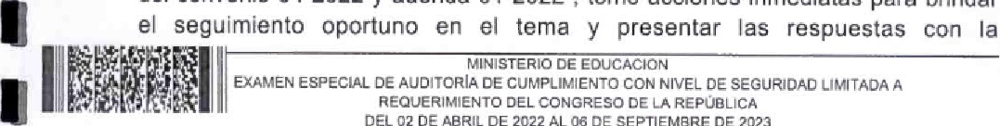 del convenio 01-2022 y adenda 01-2022", tomó acciones inmediatas para brindar
el seguimiento oportuno en el tema y presentar las respuestas con la
MINISTERIO DE EDUCACION
EXAMEN ESPECIAL DE AUDITORÍA DE CUMPLIMIENTO CON NIVEL DE SEGURIDAD LIMITADA A
REQUERIMIENTO DEL CONGRESO DE LA REPÚBLICA
DEL 02 DE ABRIL DE 2022 AL 06 DE SEPTIEMBRE DE 2023